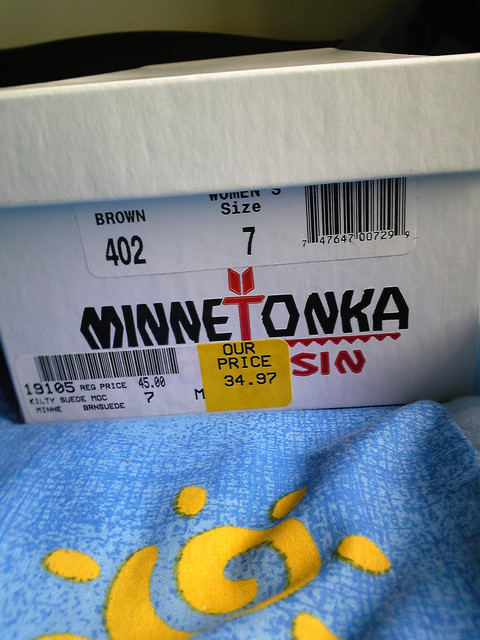 BROWN
402
WOMEN'S
Size
7
7 47647 00729 9
MINNETONKA
SIN
OUR
PRICE
34.97
19105 REG PRICE 45.00
KILTY SUEDE MOC 7 M
MINNE BRNSUEDE